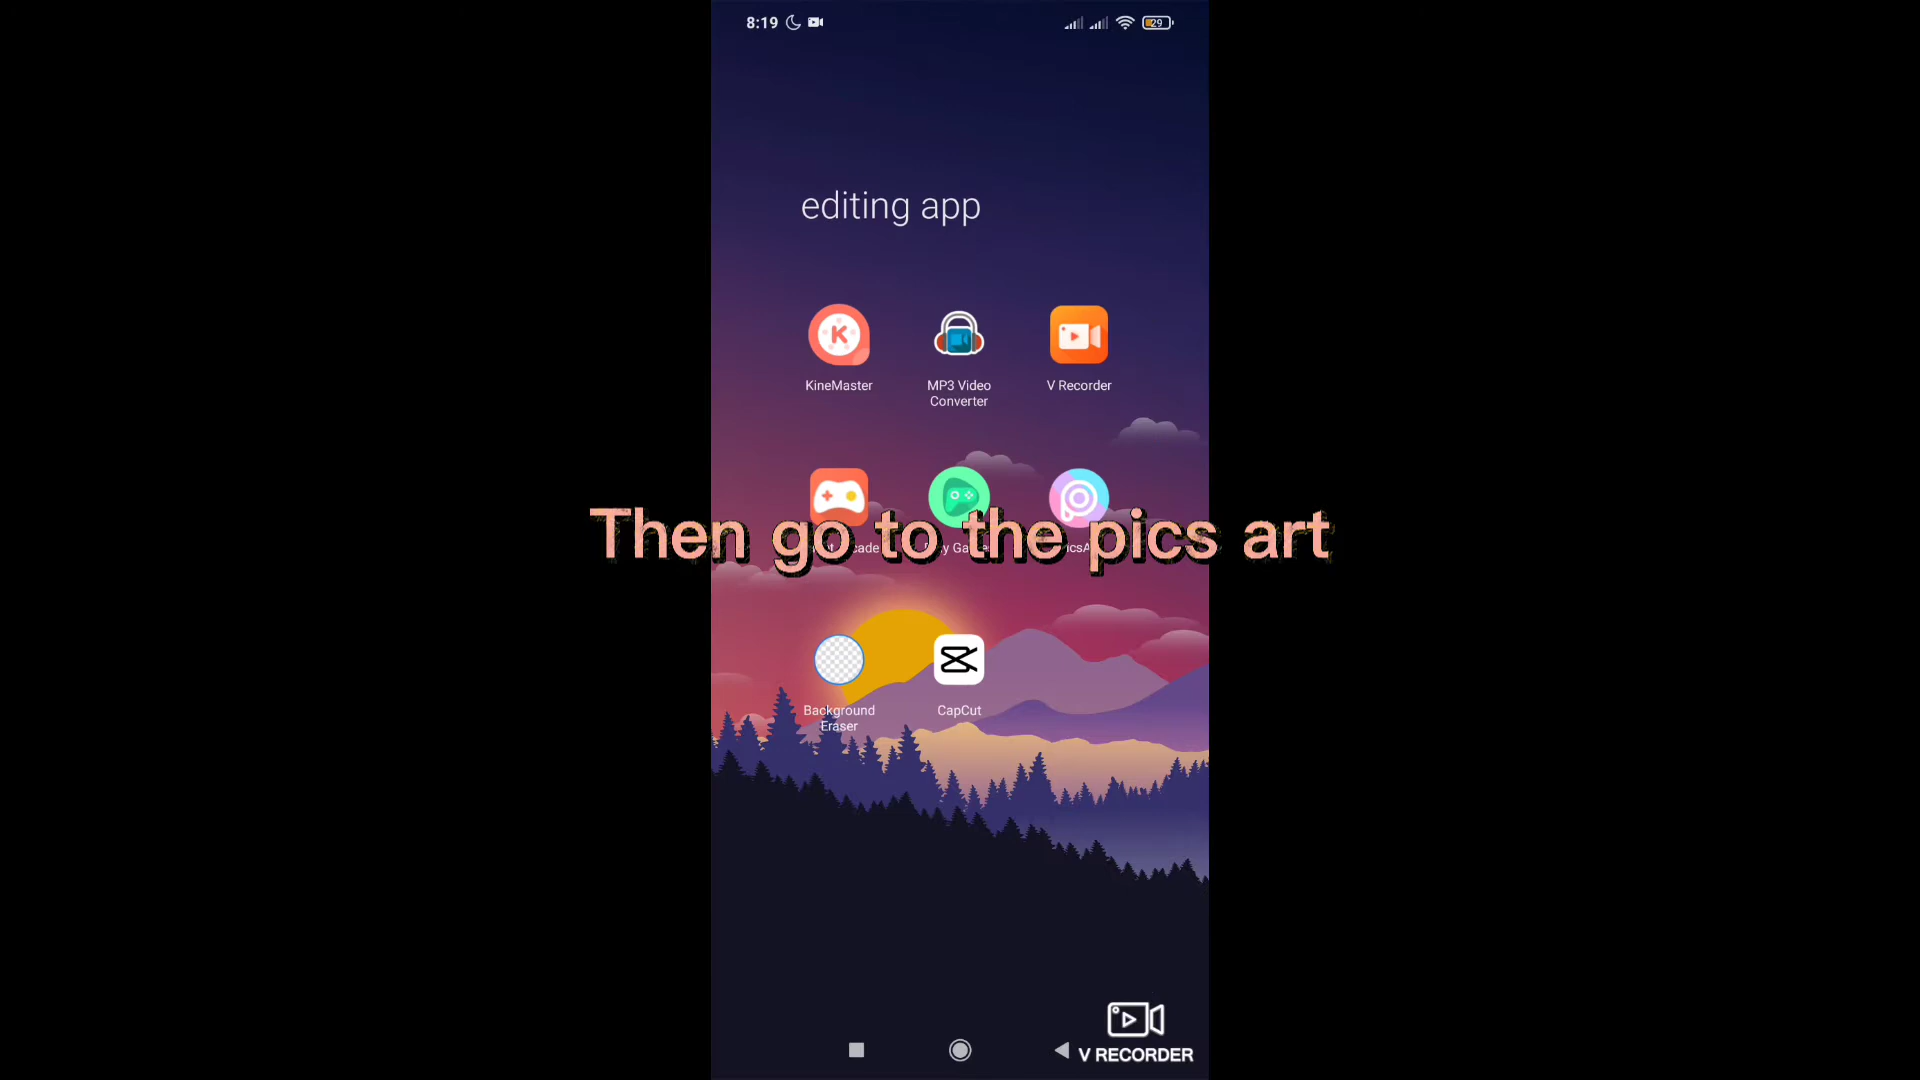 8:19
29
editing app
KineMaster
MP3 Video
Converter
V Recorder
Then go to the pics art
Background
Eraser
CapCut
V RECORDER